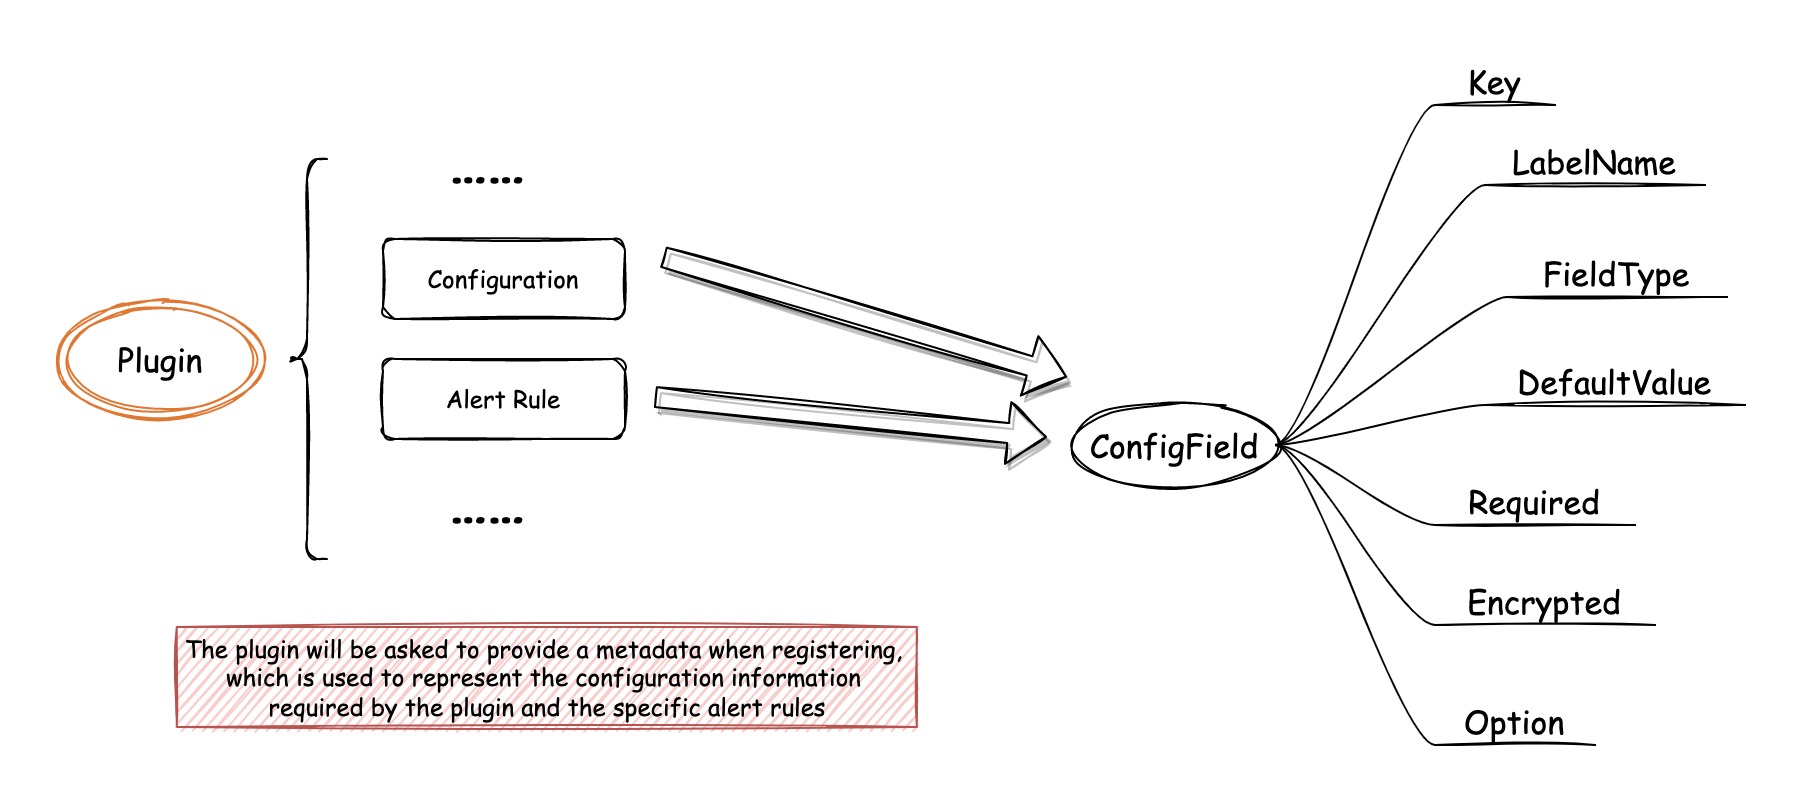 Plugin
......
Configuration
Alert Rule
......
The plugin will be asked to provide a metadata when registering,
which is used to represent the configuration information
required by the plugin and the specific alert rules
ConfigField
Key
LabelName
FieldType
DefaultValue
Required
Encrypted
Option